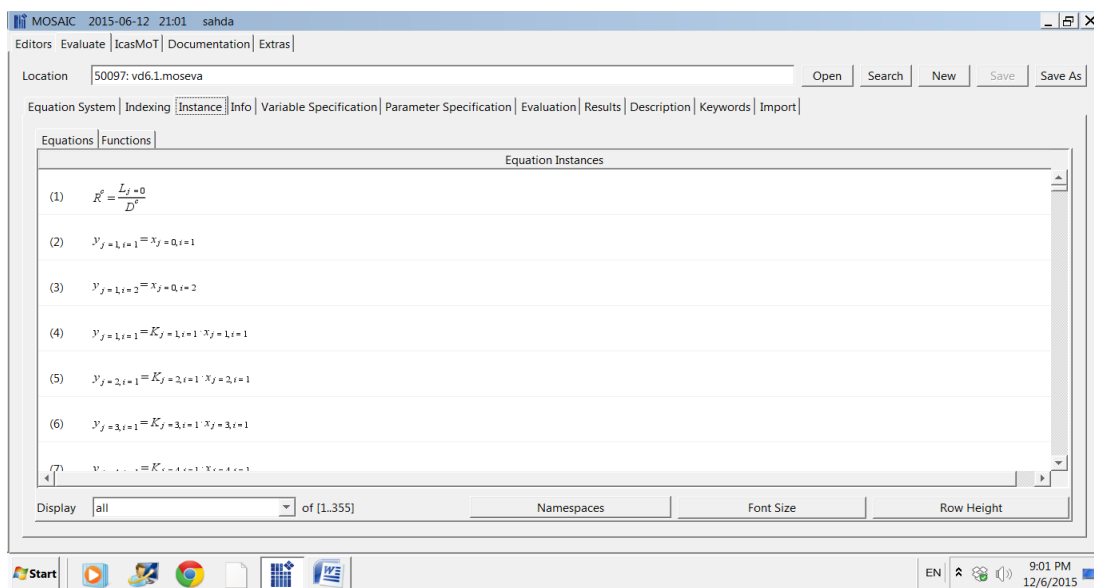 MOSAIC 2015-06-12 21:01 sahda
Editors Evaluate IcasMoT Documentation Extras
Location 50097: vd6.1.moseva Open Search New Save Save As
Equation System Indexing Instance Info Variable Specification Parameter Specification Evaluation Results Description Keywords Import
Equations Functions
Equation Instances
(1) R^e = L_{j=0} / D^e
(2) y_{j=1,i=1} = x_{j=0,i=1}
(3) y_{j=1,i=2} = x_{j=0,i=2}
(4) y_{j=1,i=1} = K_{j=1,i=1} · x_{j=1,i=1}
(5) y_{j=2,i=1} = K_{j=2,i=1} · x_{j=2,i=1}
(6) y_{j=3,i=1} = K_{j=3,i=1} · x_{j=3,i=1}
(7)
Display all of [1..355] Namespaces Font Size Row Height
Start EN 9:01 PM
12/6/2015